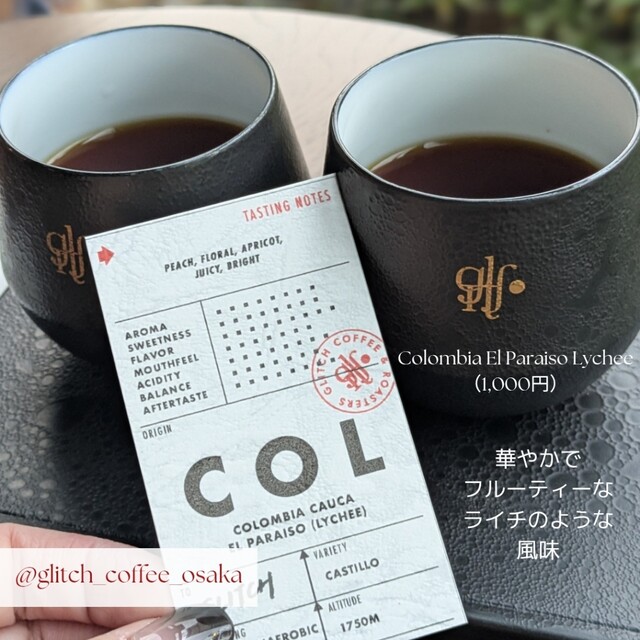 TASTING NOTES
PEACH, FLORAL, APRICOT,
JUICY, BRIGHT
AROMA
SWEETNESS
FLAVOR
MOUTHFEEL
ACIDITY
BALANCE
AFTERTASTE
GLITCH COFFEE & ROASTERS
ORIGIN
COL
COLOMBIA CAUCA
EL PARAISO (LYCHEE)
TO
GLITCH
VARIETY
CASTILLO
ALTITUDE
1750M
Colombia El Paraiso Lychee
(1,000円)
華やかで
フルーティーな
ライチのような
風味
@glitch_coffee_osaka